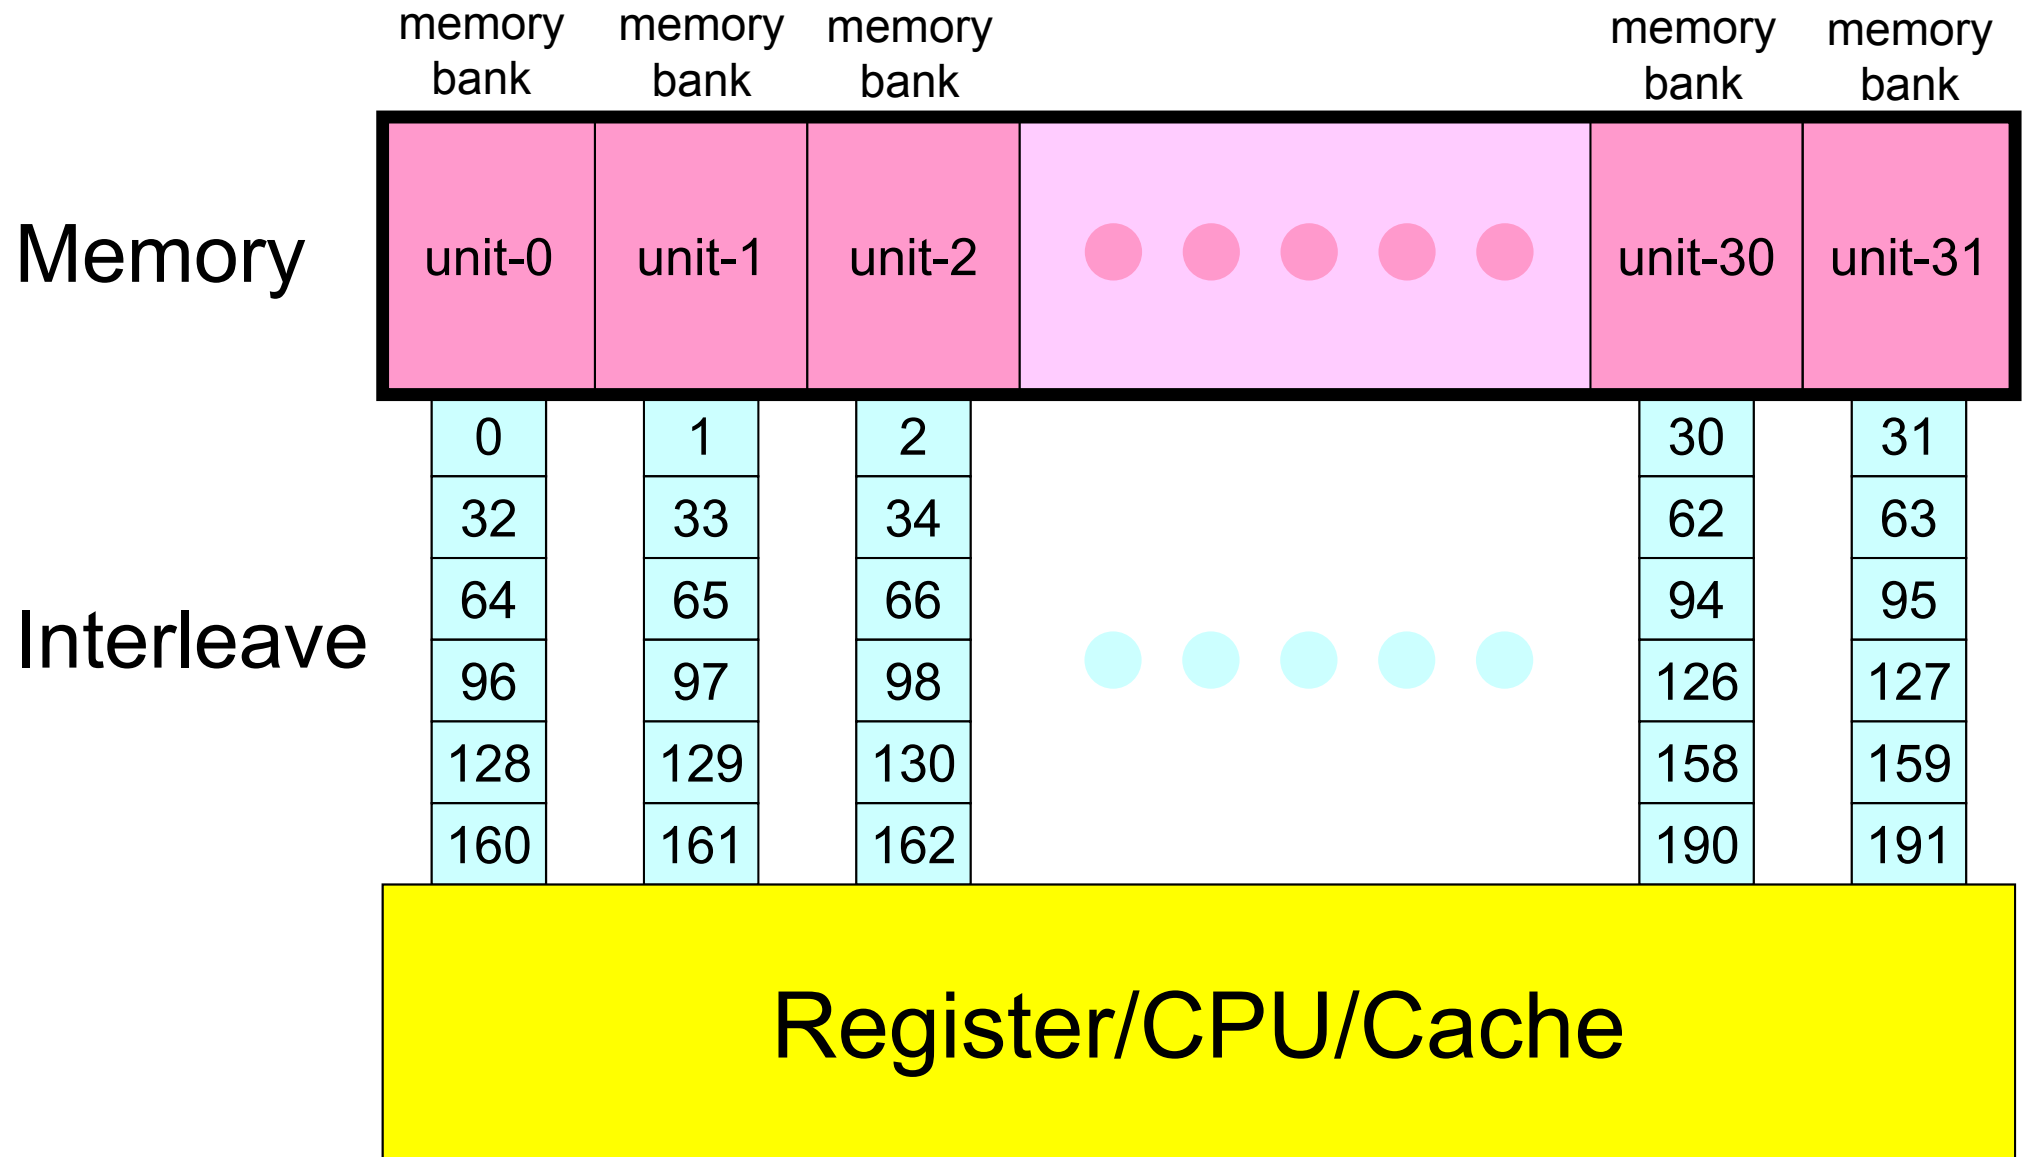 memory memory memory memory memory
bank bank bank bank bank
Memory unit-0 unit-1 unit-2 unit-30 unit-31
0 1 2 30 31
32 33 34 62 63
64 65 66 94 95
Interleave
96 97 98 126 127
128 129 130 158 159
160 161 162 190 191
Register/CPU/Cache